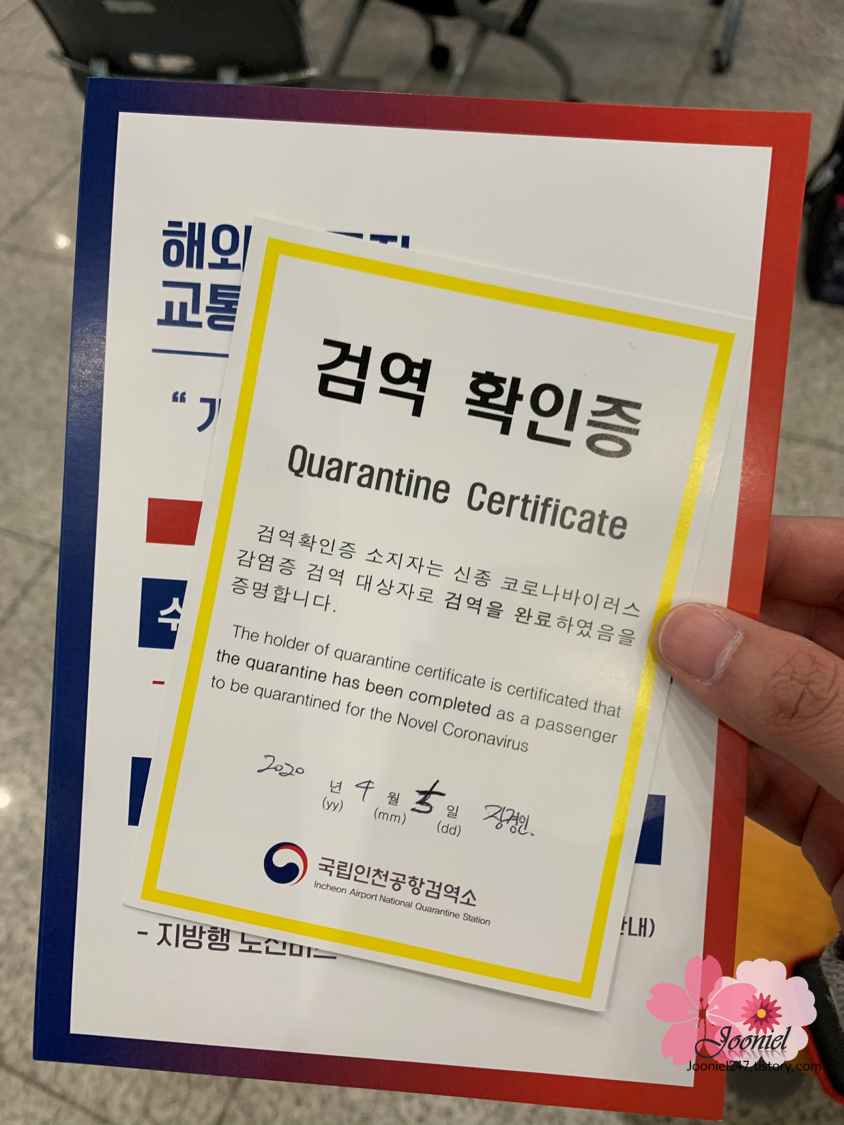 해외
교통
“
검역 확인증
Quarantine Certificate
검역확인증 소지자는 신종 코로나바이러스
감염증 검역 대상자로 검역을 완료하였음을
증명합니다.
The holder of quarantine certificate is certificated that
the quarantine has been completed as a passenger
to be quarantined for the Novel Coronavirus
2020 년 4 월 5 일
(yy) (mm) (dd)
국립인천공항검역소
Incheon Airport National Quarantine Station
안내)
- 지방행
Jooniel
Jooniel247.tistory.com